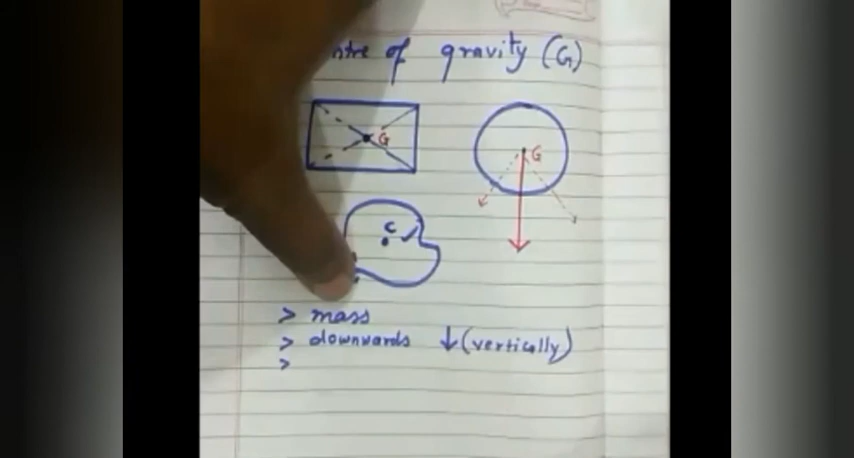 ntre of gravity (G)
G
G
C
> mass
> downwards ↓ (vertically)
>